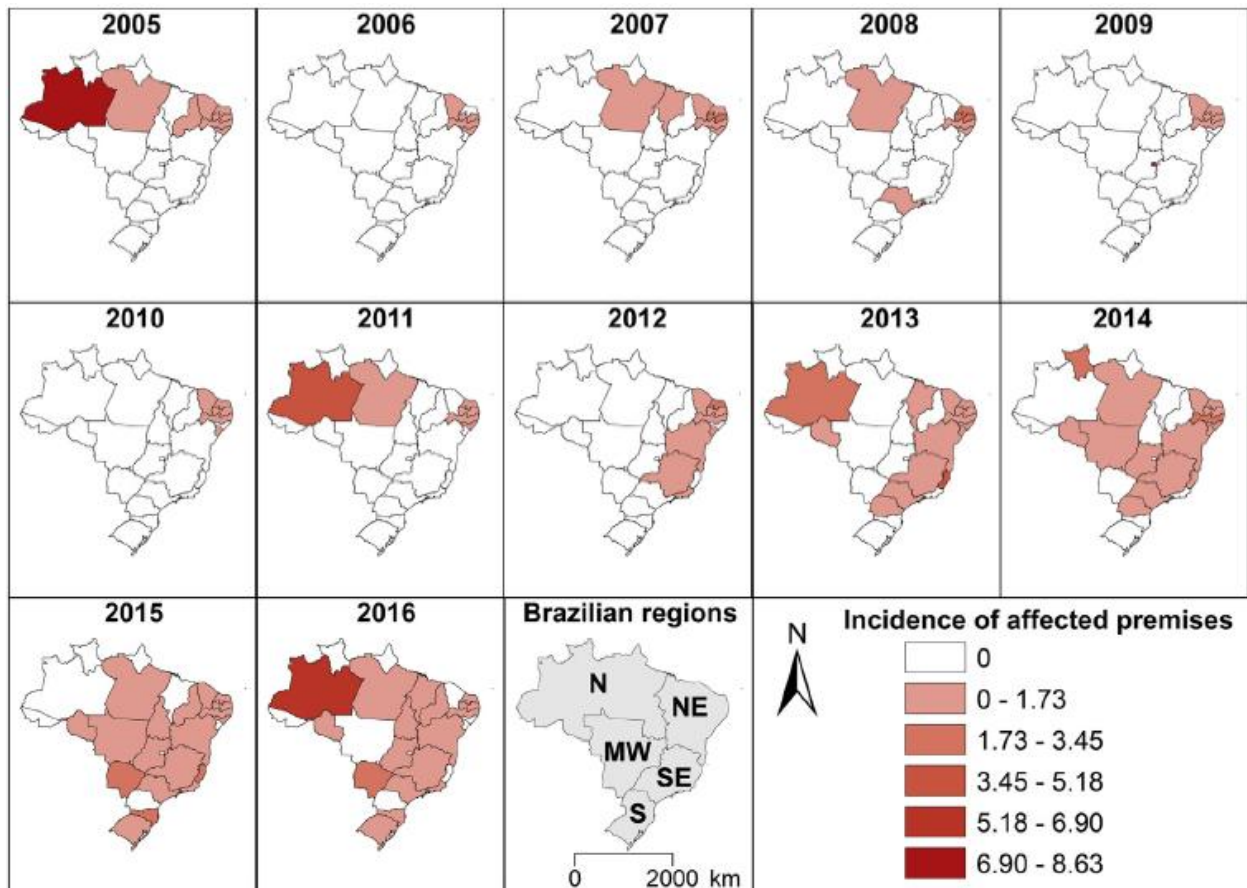 2005
2006
2007
2008
2009
2010
2011
2012
2013
2014
2015
2016
Brazilian regions
N
NE
MW
SE
S
0 2000 km
N
Incidence of affected premises
0
0 - 1.73
1.73 - 3.45
3.45 - 5.18
5.18 - 6.90
6.90 - 8.63